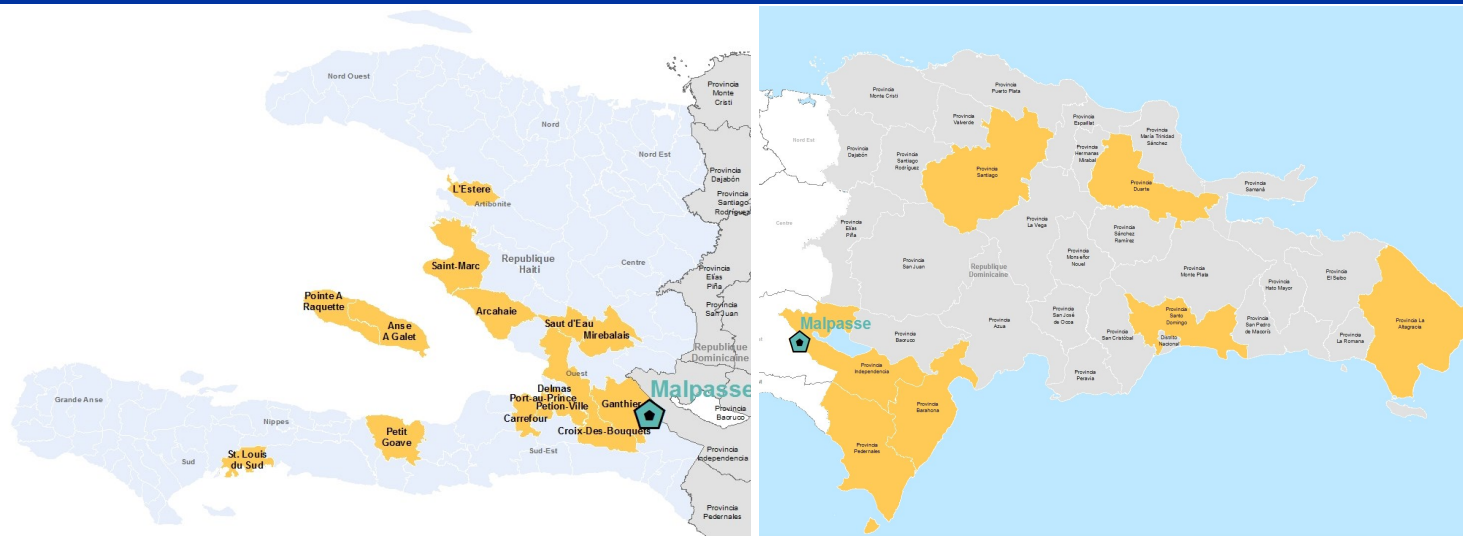 Nord Ouest
Nord
Nord Est
L'Estere
Artibonite
Saint-Marc
Republique
Haiti
Centre
Pointe A
Raquette
Anse
A Galet
Arcahaie
Saut d'Eau
Mirebalais
Ouest
Delmas
Port-au-Prince
Petion-Ville
Carrefour
Ganthier
Croix-Des-Bouquets
Malpasse
Grande Anse
Nippes
Petit
Goave
Sud-Est
Sud
St. Louis
du Sud
Provincia
Monte
Cristi
Provincia
Dajabón
Provincia
Santiago
Rodríguez
Provincia
Elías
Piña
Provincia
San Juan
Republique
Dominicaine
Provincia
Baoruco
Provincia
Independencia
Provincia
Pedernales
Nord Est
Centre
Provincia
Monte Cristi
Provincia
Puerto Plata
Provincia
Valverde
Provincia
Espaillat
Provincia
María Trinidad
Sánchez
Provincia
Dajabón
Provincia
Santiago
Rodríguez
Provincia
Santiago
Provincia
Hermanas
Mirabal
Provincia
Duarte
Provincia
Samaná
Provincia
Elías
Piña
Provincia
La Vega
Provincia
Sánchez
Ramírez
Provincia
San Juan
Republique
Dominicaine
Provincia
Monseñor
Nouel
Provincia
Monte Plata
Provincia
Hato Mayor
Provincia
El Seibo
Malpasse
Provincia
Baoruco
Provincia
Azua
Provincia
San José
de Ocoa
Provincia
San Cristóbal
Provincia
Santo
Domingo
Distrito
Nacional
Provincia
San Pedro
de Macorís
Provincia
La Romana
Provincia La
Altagracia
Provincia
Independencia
Provincia
Peravia
Provincia
Barahona
Provincia
Pedernales